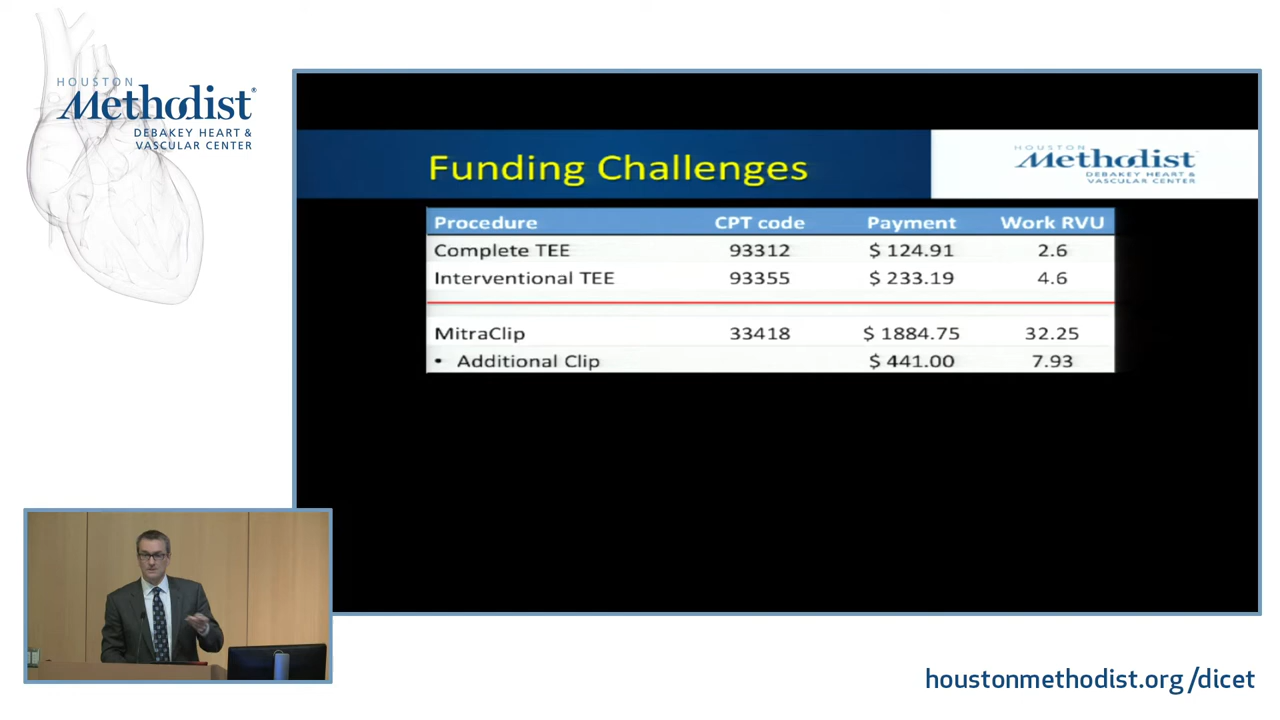 HOUSTON
Methodist®
DEBAKEY HEART &
VASCULAR CENTER
Funding Challenges
HOUSTON
Methodist
DEBAKEY HEART &
VASCULAR CENTER
Procedure CPT code Payment Work RVU
Complete TEE 93312 $ 124.91 2.6
Interventional TEE 93355 $ 233.19 4.6
MitraClip 33418 $ 1884.75 32.25
• Additional Clip $ 441.00 7.93
houstonmethodist.org/dicet